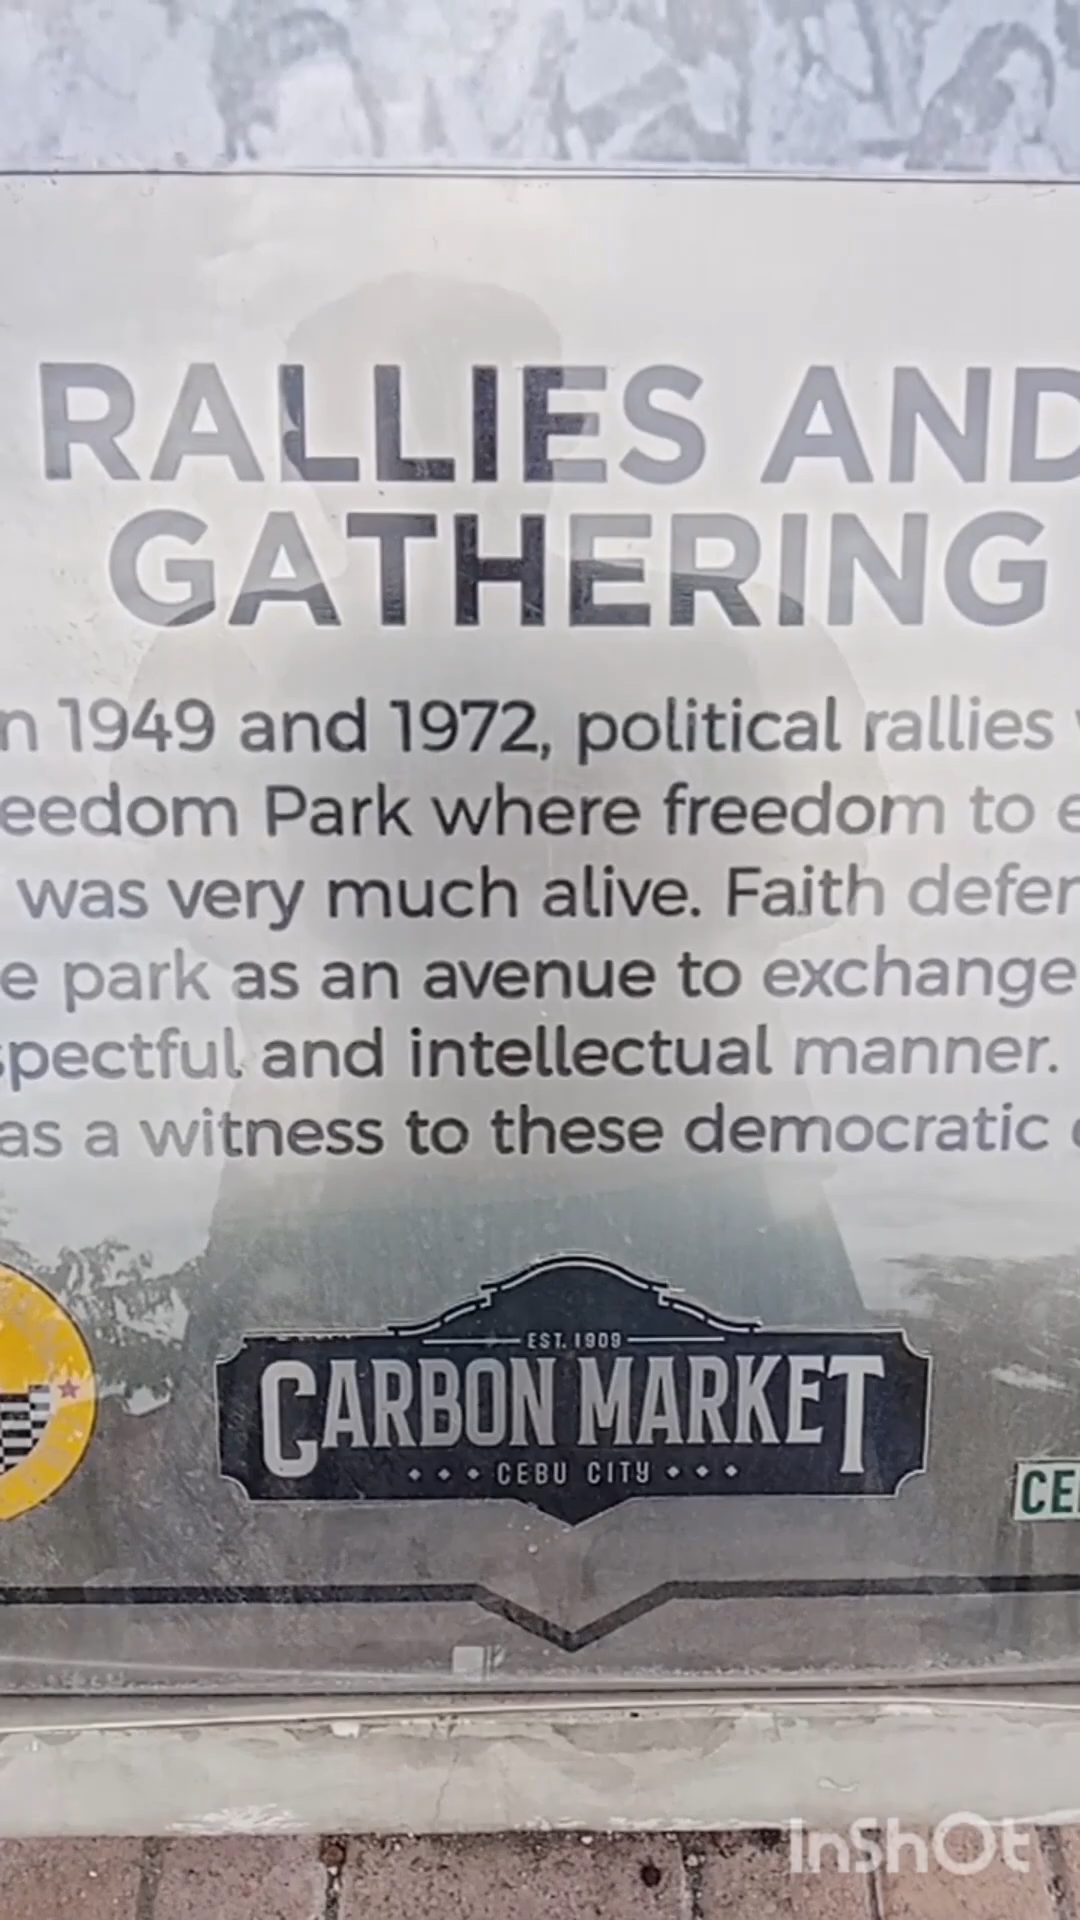 RALLIES AND
GATHERING
n 1949 and 1972, political rallies
eedom Park where freedom to e
was very much alive. Faith defen
e park as an avenue to exchange
spectful and intellectual manner.
as a witness to these democratic
EST. 1909
CARBON MARKET
CEBU CITY
CE
InShOt